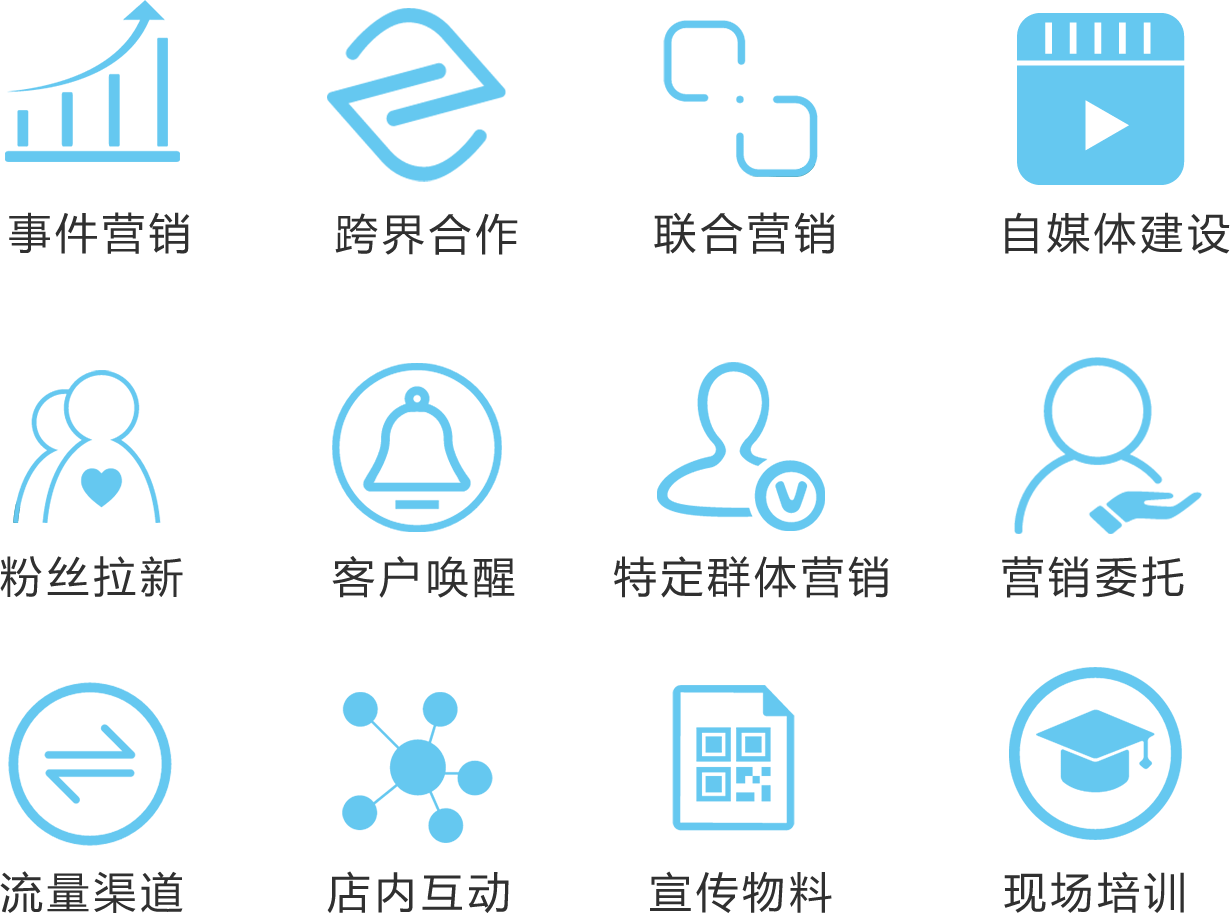 事件营销
跨界合作
联合营销
自媒体建设
粉丝拉新
客户唤醒
特定群体营销
营销委托
流量渠道
店内互动
宣传物料
现场培训